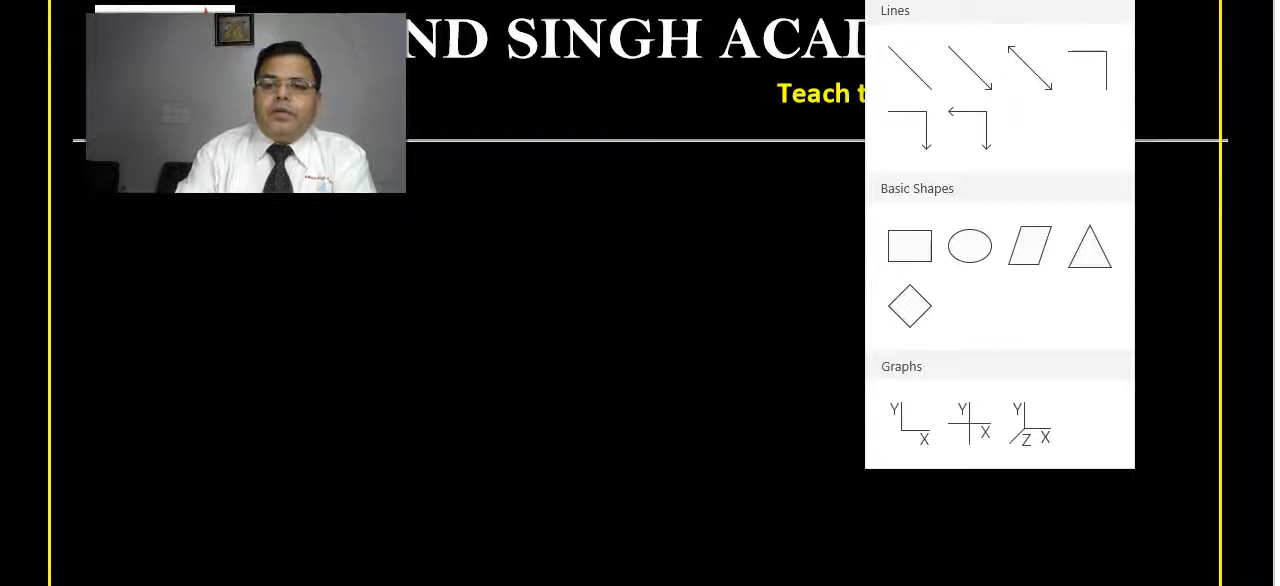 ND SINGH ACAD
Teach t
Lines
Basic Shapes
Graphs
Y
X
Y
X
Y
Z
X